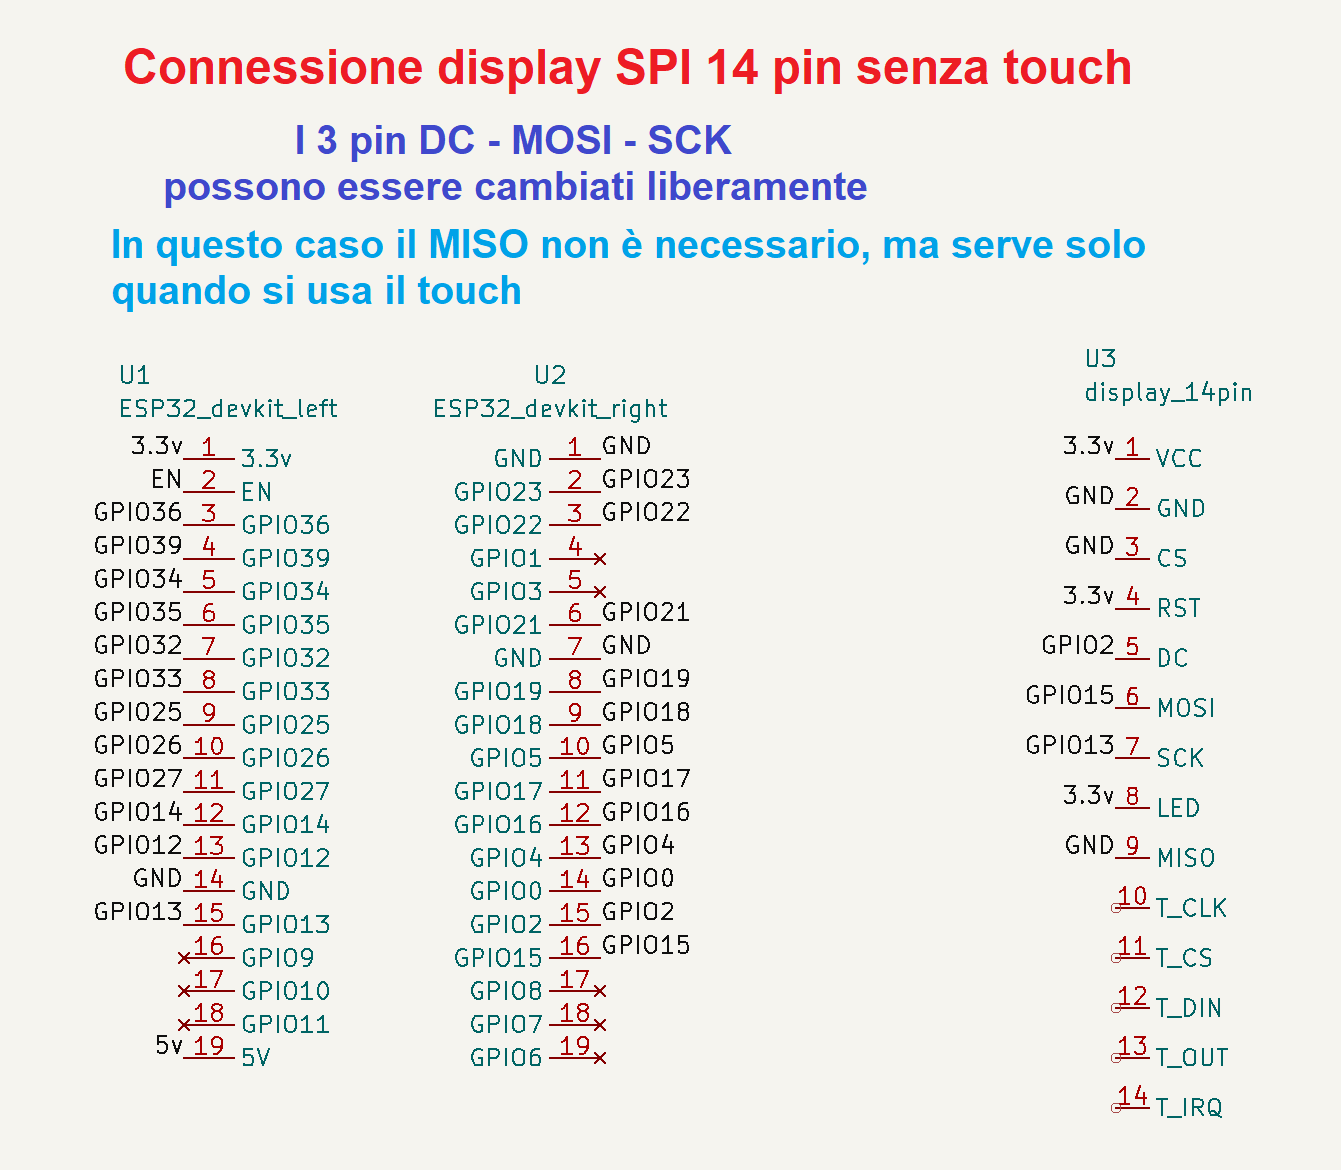 Connessione display SPI 14 pin senza touch
I 3 pin DC - MOSI - SCK
possono essere cambiati liberamente
In questo caso il MISO non è necessario, ma serve solo
quando si usa il touch
U1
ESP32_devkit_left
3.3v 1 3.3v
EN 2 EN
GPIO36 3 GPIO36
GPIO39 4 GPIO39
GPIO34 5 GPIO34
GPIO35 6 GPIO35
GPIO32 7 GPIO32
GPIO33 8 GPIO33
GPIO25 9 GPIO25
GPIO26 10 GPIO26
GPIO27 11 GPIO27
GPIO14 12 GPIO14
GPIO12 13 GPIO12
GND 14 GND
GPIO13 15 GPIO13
16 GPIO9
17 GPIO10
18 GPIO11
5v 19 5V
U2
ESP32_devkit_right
GND 1 GND
GPIO23 2 GPIO23
GPIO22 3 GPIO22
GPIO1 4
GPIO3 5
GPIO21 6 GPIO21
GND 7 GND
GPIO19 8 GPIO19
GPIO18 9 GPIO18
GPIO5 10 GPIO5
GPIO17 11 GPIO17
GPIO16 12 GPIO16
GPIO4 13 GPIO4
GPIO0 14 GPIO0
GPIO2 15 GPIO2
GPIO15 16 GPIO15
GPIO8 17
GPIO7 18
GPIO6 19
U3
display_14pin
3.3v 1 VCC
GND 2 GND
GND 3 CS
3.3v 4 RST
GPIO2 5 DC
GPIO15 6 MOSI
GPIO13 7 SCK
3.3v 8 LED
GND 9 MISO
10 T_CLK
11 T_CS
12 T_DIN
13 T_OUT
14 T_IRQ